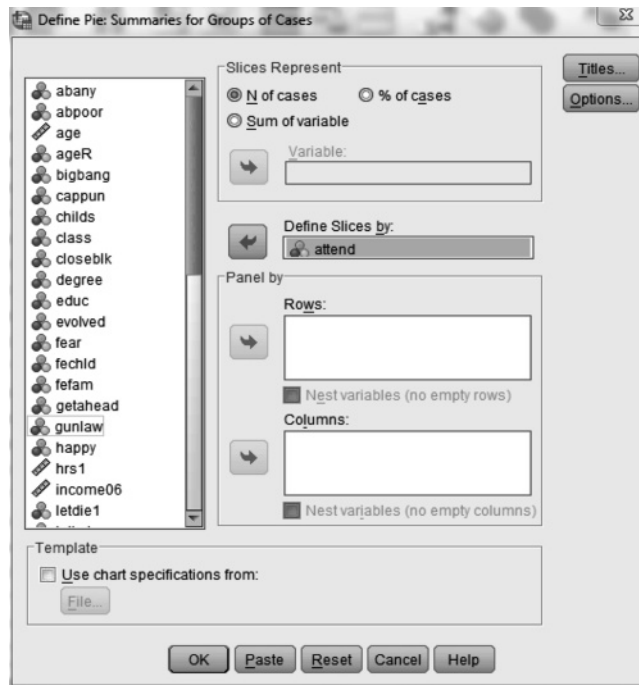 Define Pie: Summaries for Groups of Cases
abany
abpoor
age
ageR
bigbang
cappun
childs
class
closeblk
degree
educ
evolved
fear
fechld
fefam
getahead
gunlaw
happy
hrs1
income06
letdie1
Slices Represent
N of cases
% of cases
Sum of variable
Variable:
Define Slices by:
attend
Panel by
Rows:
Nest variables (no empty rows)
Columns:
Nest variables (no empty columns)
Titles...
Options...
Template
Use chart specifications from:
File...
OK Paste Reset Cancel Help